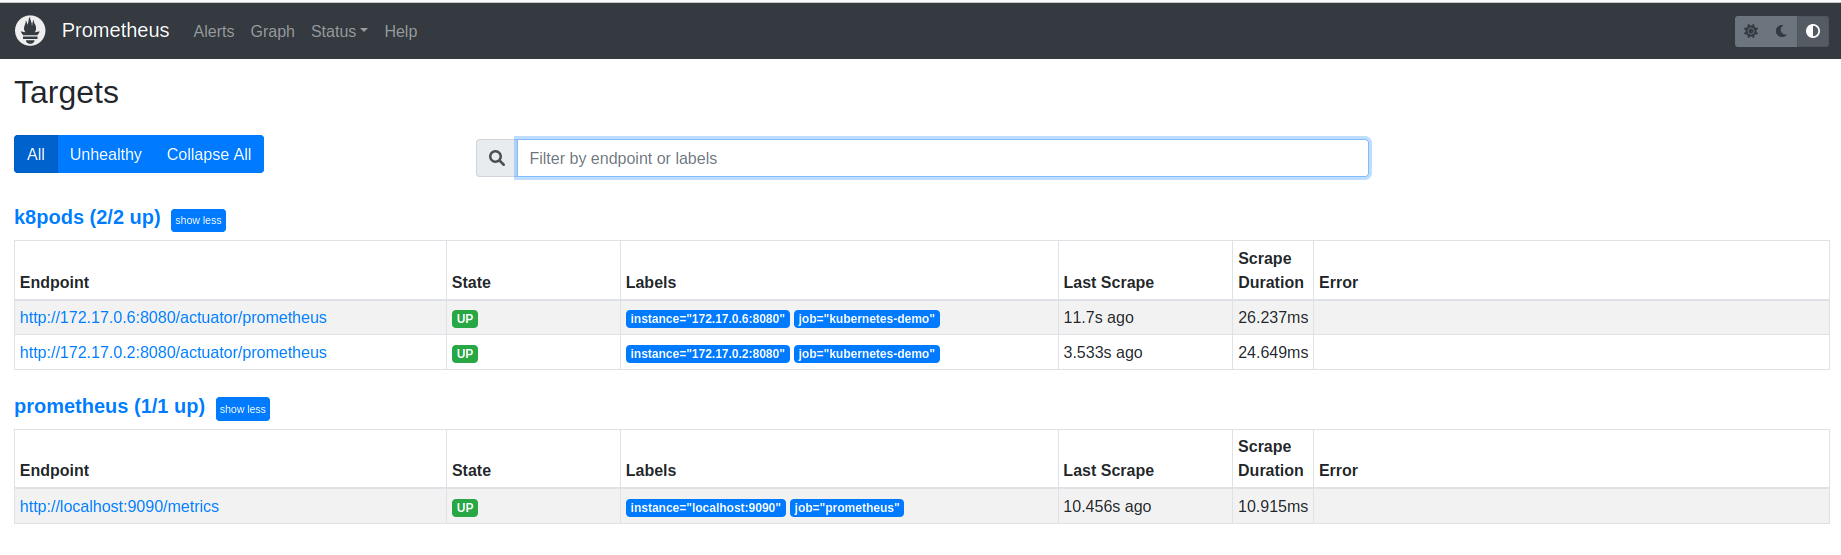 Prometheus Alerts Graph Status Help
Targets
All Unhealthy Collapse All
Filter by endpoint or labels
k8pods (2/2 up) show less
Endpoint State Labels Last Scrape Scrape Duration Error
http://172.17.0.6:8080/actuator/prometheus UP instance="172.17.0.6:8080" job="kubernetes-demo" 11.7s ago 26.237ms
http://172.17.0.2:8080/actuator/prometheus UP instance="172.17.0.2:8080" job="kubernetes-demo" 3.533s ago 24.649ms
prometheus (1/1 up) show less
Endpoint State Labels Last Scrape Scrape Duration Error
http://localhost:9090/metrics UP instance="localhost:9090" job="prometheus" 10.456s ago 10.915ms